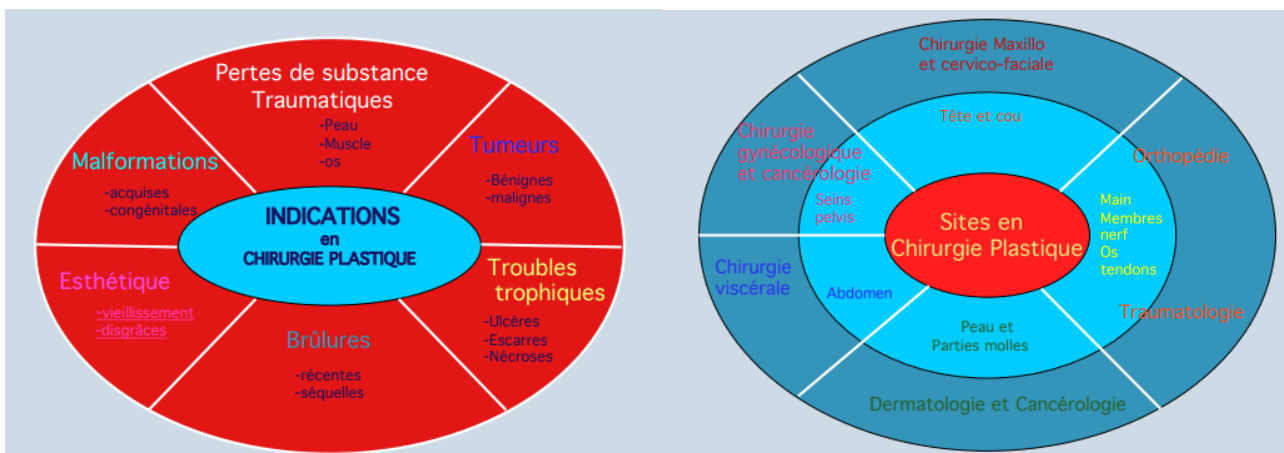 Pertes de substance
Traumatiques
-Peau
-Muscle
-os
Tumeurs
-Bénignes
-malignes
Troubles
trophiques
-Ulcères
-Escarres
-Nécroses
Brûlures
-récentes
-séquelles
Esthétique
-vieillissement
-disgrâces
Malformations
-acquises
-congénitales
INDICATIONS
en
CHIRURGIE PLASTIQUE
Chirurgie Maxillo
et cervico-faciale
Tête et cou
Orthopédie
Main
Membres
nerf
Os
tendons
Traumatologie
Peau et
Parties molles
Dermatologie et Cancérologie
Abdomen
Chirurgie
viscérale
Chirurgie
gynécologique
et cancérologie
Seins
pelvis
Sites en
Chirurgie Plastique